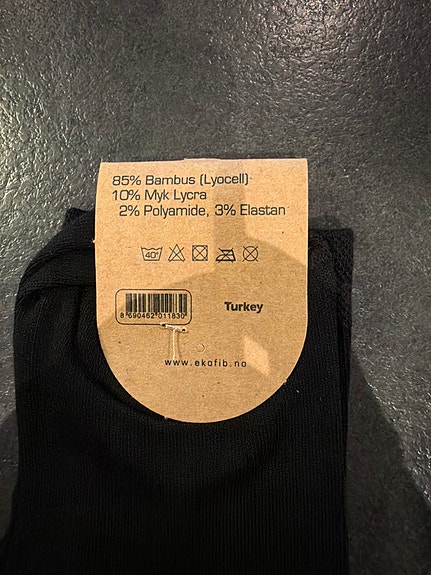 85% Bambus (Lyocell)
10% Myk Lycra
2% Polyamide, 3% Elastan
40°
8 690462 011830
Turkey
www.ekofib.no